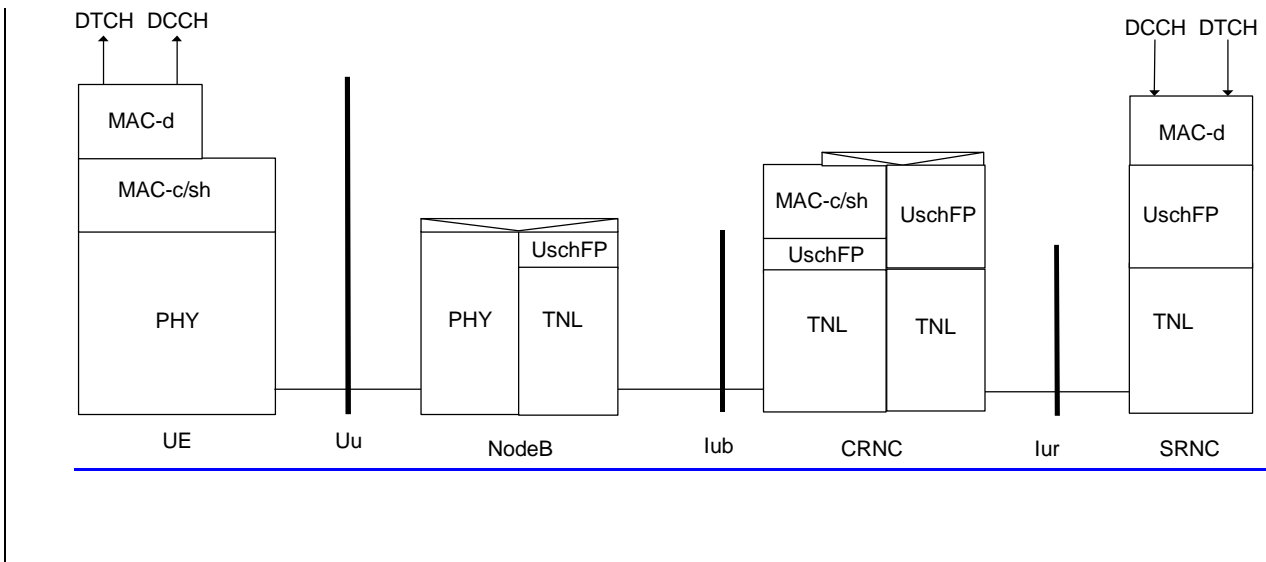 DTCH DCCH
DCCH DTCH
MAC-d
MAC-d
MAC-c/sh
MAC-c/sh
UschFP
UschFP
UschFP
UschFP
PHY
PHY
TNL
TNL
TNL
TNL
UE
Uu
NodeB
Iub
CRNC
Iur
SRNC